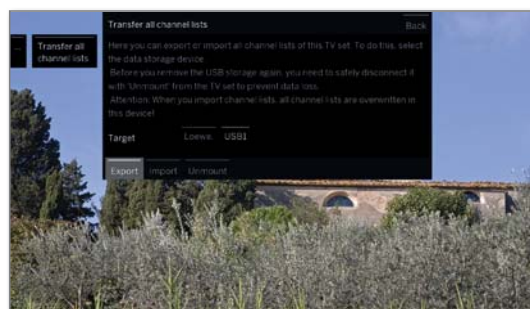 Transfer all channel lists
Back
...
Transfer all
channel lists
Here you can export or import all channel lists of this TV set. To do this, select
the data storage device
Before you remove the USB storage again, you need to safely disconnect it
with 'Unmount' from the TV set to prevent data loss.
Attention: When you import channel lists, all channel lists are overwritten in
this device!
Target
Loewe.
USB1
Export
Import
Unmount